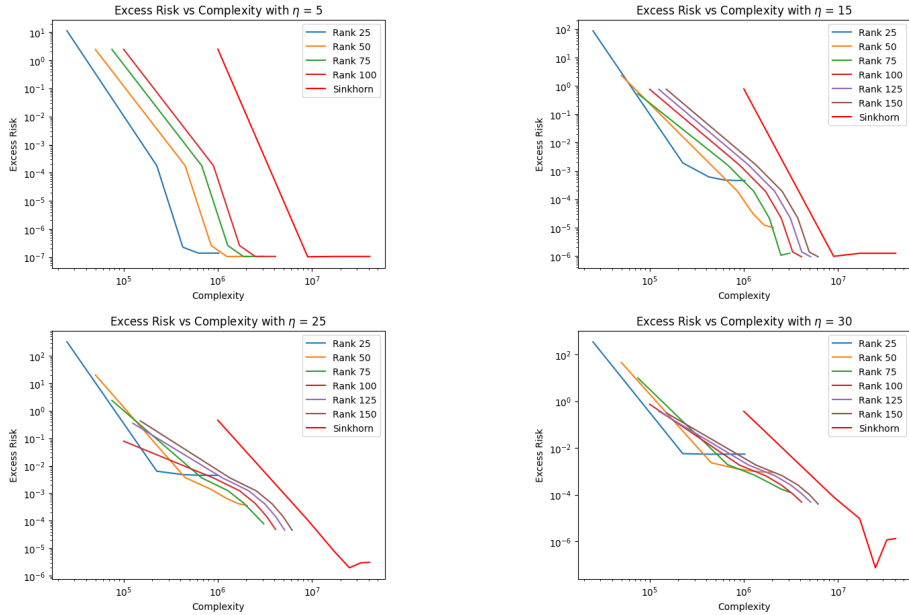 Excess Risk vs Complexity with η = 5
Excess Risk
10¹
10⁰
10⁻¹
10⁻²
10⁻³
10⁻⁴
10⁻⁵
10⁻⁶
10⁻⁷
Rank 25
Rank 50
Rank 75
Rank 100
Sinkhorn
10⁵
10⁶
10⁷
Complexity
Excess Risk vs Complexity with η = 15
Excess Risk
10²
10¹
10⁰
10⁻¹
10⁻²
10⁻³
10⁻⁴
10⁻⁵
10⁻⁶
Rank 25
Rank 50
Rank 75
Rank 100
Rank 125
Rank 150
Sinkhorn
10⁵
10⁶
10⁷
Complexity
Excess Risk vs Complexity with η = 25
Excess Risk
10²
10¹
10⁰
10⁻¹
10⁻²
10⁻³
10⁻⁴
10⁻⁵
10⁻⁶
Rank 25
Rank 50
Rank 75
Rank 100
Rank 125
Rank 150
Sinkhorn
10⁵
10⁶
10⁷
Complexity
Excess Risk vs Complexity with η = 30
Excess Risk
10²
10⁰
10⁻²
10⁻⁴
10⁻⁶
Rank 25
Rank 50
Rank 75
Rank 100
Rank 125
Rank 150
Sinkhorn
10⁵
10⁶
10⁷
Complexity